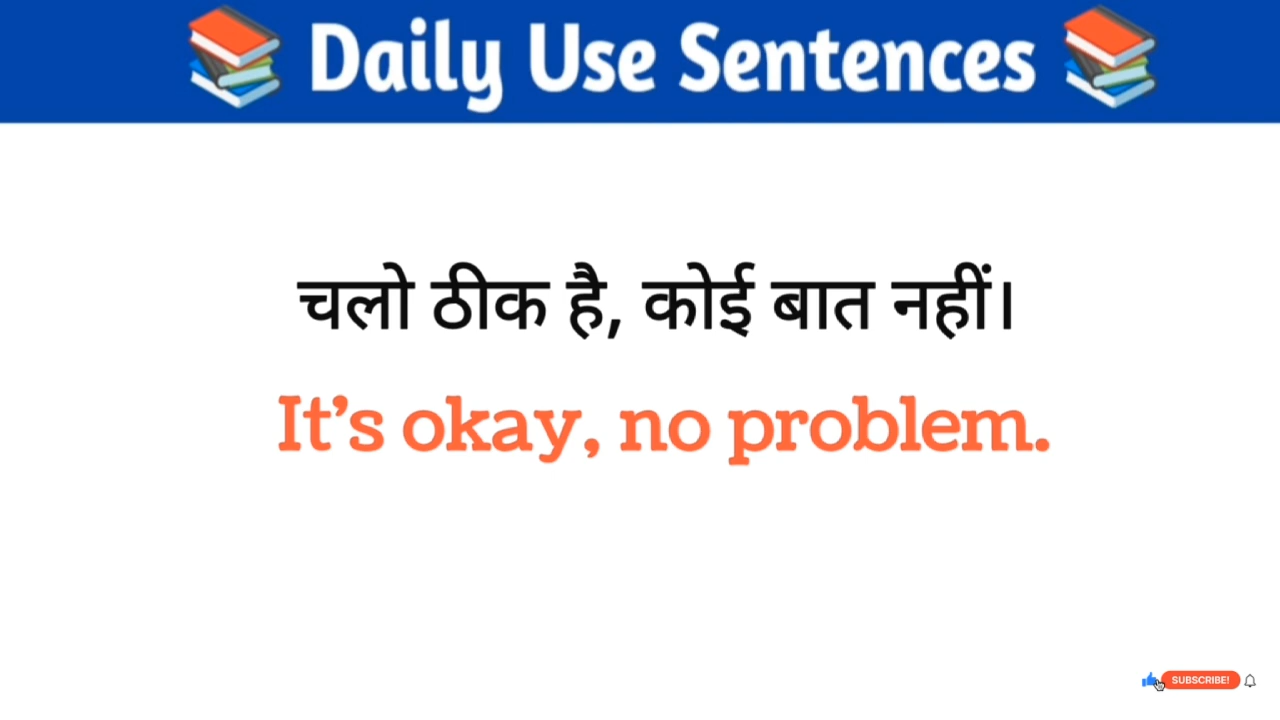 Daily Use Sentences
चलो ठीक है, कोई बात नहीं।
It's okay, no problem.
SUBSCRIBE!